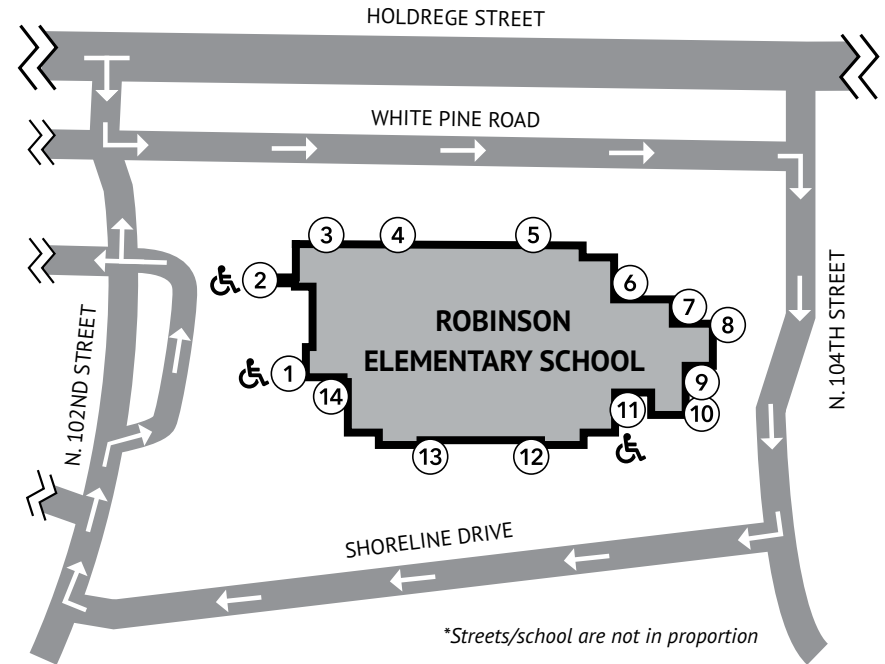 HOLDREGE STREET
WHITE PINE ROAD
3
4
5
2
6
7
8
ROBINSON
ELEMENTARY SCHOOL
N. 104TH STREET
N. 102ND STREET
1
14
9
11
10
13
12
SHORELINE DRIVE
*Streets/school are not in proportion